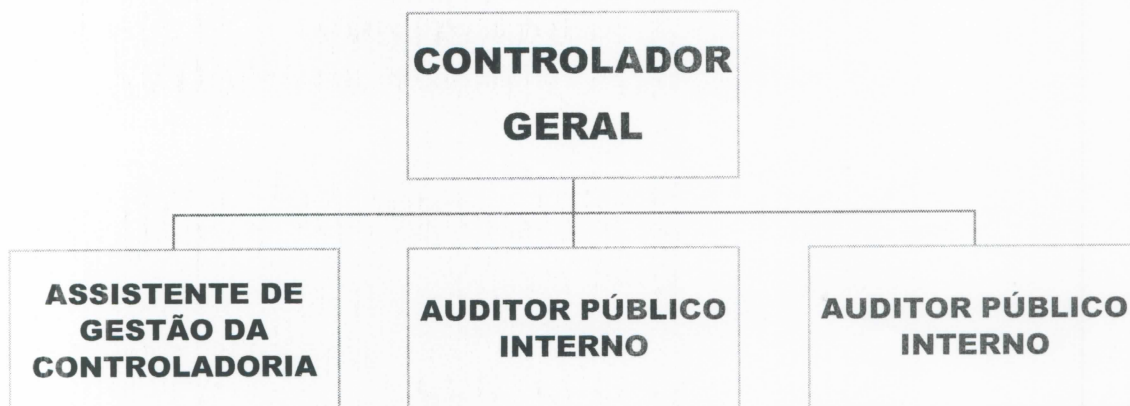 CONTROLADOR
GERAL
ASSISTENTE DE
GESTÃO DA
CONTROLADORIA
AUDITOR PÚBLICO
INTERNO
AUDITOR PÚBLICO
INTERNO